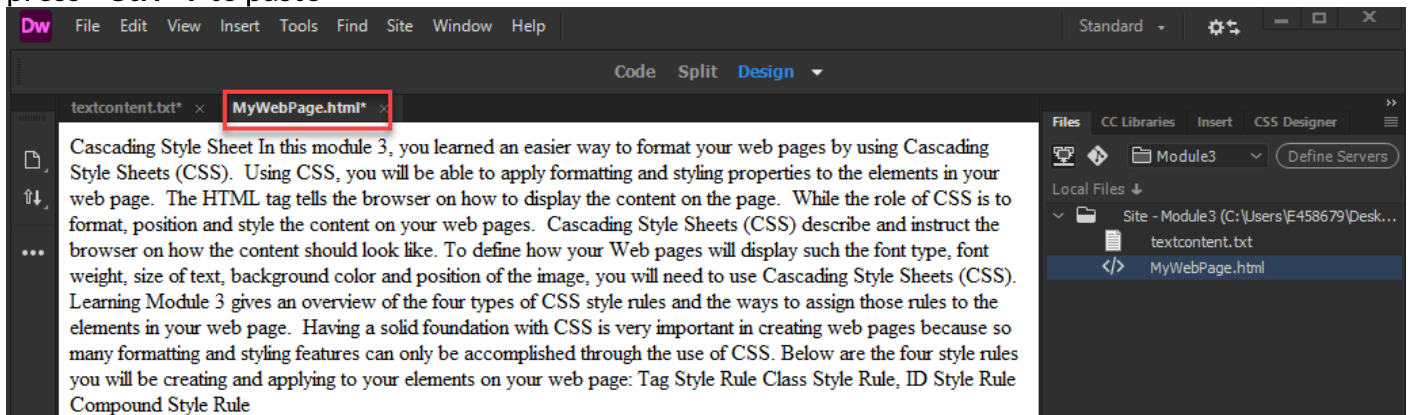 press "Ctrl+V to paste
Dw File Edit View Insert Tools Find Site Window Help Standard
Code Split Design
textcontent.txt* × MyWebPage.html* ×
Files CC Libraries Insert CSS Designer
Module3 Define Servers
Local Files
Site - Module3 (C:\Users\E458679\Desk...
textcontent.txt
</> MyWebPage.html
Cascading Style Sheet In this module 3, you learned an easier way to format your web pages by using Cascading
Style Sheets (CSS). Using CSS, you will be able to apply formatting and styling properties to the elements in your
web page. The HTML tag tells the browser on how to display the content on the page. While the role of CSS is to
format, position and style the content on your web pages. Cascading Style Sheets (CSS) describe and instruct the
browser on how the content should look like. To define how your Web pages will display such the font type, font
weight, size of text, background color and position of the image, you will need to use Cascading Style Sheets (CSS).
Learning Module 3 gives an overview of the four types of CSS style rules and the ways to assign those rules to the
elements in your web page. Having a solid foundation with CSS is very important in creating web pages because so
many formatting and styling features can only be accomplished through the use of CSS. Below are the four style rules
you will be creating and applying to your elements on your web page: Tag Style Rule Class Style Rule, ID Style Rule
Compound Style Rule